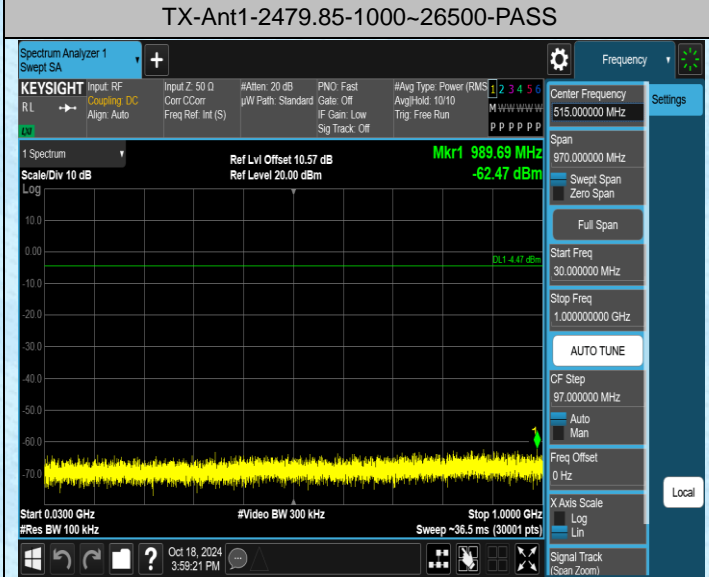 TX-Ant1-2479.85-1000~26500-PASS
Spectrum Analyzer 1
Swept SA
Frequency
KEYSIGHT
RL
LXI
Input: RF
Coupling: DC
Align: Auto
Input Z: 50 Ω
Corr CCorr
Freq Ref: Int (S)
#Atten: 20 dB
µW Path: Standard
PNO: Fast
Gate: Off
IF Gain: Low
Sig Track: Off
#Avg Type: Power (RMS
Avg|Hold: 10/10
Trig: Free Run
1 2 3 4 5 6
M W W W W W
P P P P P P
1 Spectrum
Scale/Div 10 dB
Log
Ref Lvl Offset 10.57 dB
Ref Level 20.00 dBm
Mkr1 989.69 MHz
-62.47 dBm
10.0
0.00
-10.0
-20.0
-30.0
-40.0
-50.0
-60.0
-70.0
DL1 -4.47 dBm
1
Start 0.0300 GHz
#Res BW 100 kHz
#Video BW 300 kHz
Stop 1.0000 GHz
Sweep ~36.5 ms (30001 pts)
?
Oct 18, 2024
3:59:21 PM
Center Frequency
515.000000 MHz
Span
970.000000 MHz
Swept Span
Zero Span
Full Span
Start Freq
30.000000 MHz
Stop Freq
1.000000000 GHz
AUTO TUNE
CF Step
97.000000 MHz
Auto
Man
Freq Offset
0 Hz
X Axis Scale
Log
Lin
Signal Track
(Span Zoom)
Settings
Local